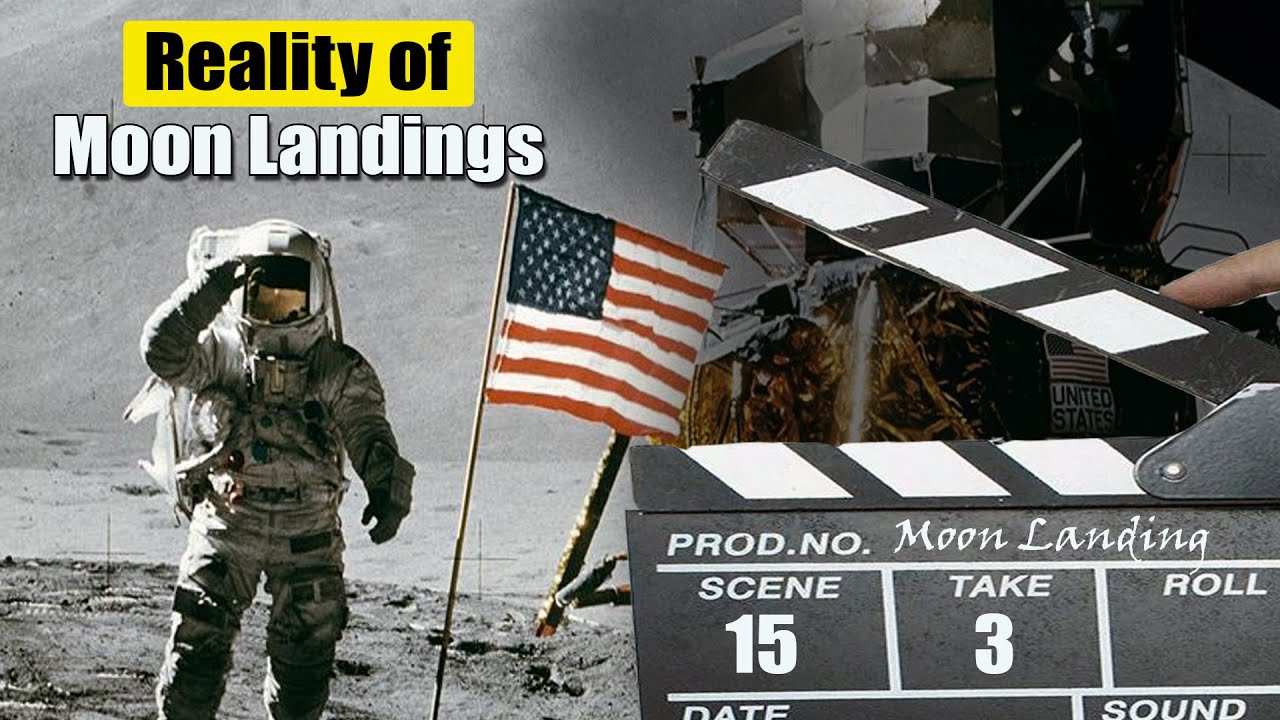 Reality of
Moon Landings
UNITED
STATES
PROD.NO. Moon Landing
SCENE TAKE ROLL
15 3
DATE SOUND